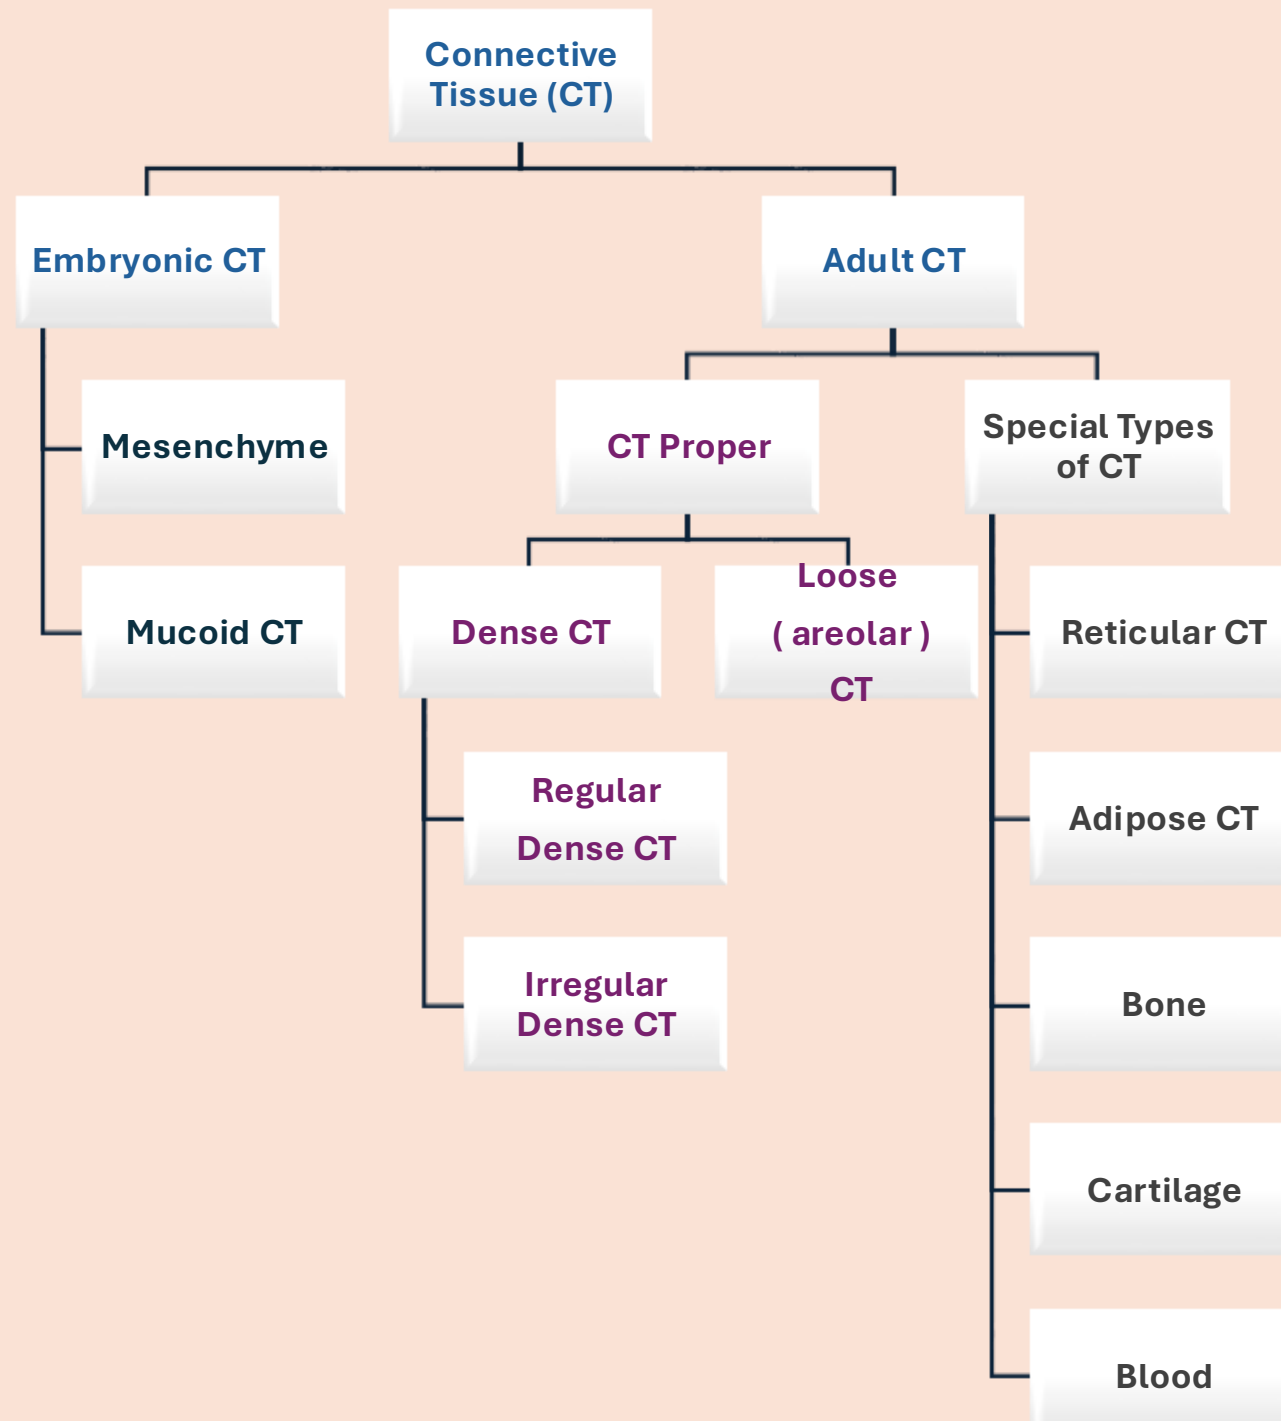 Connective
Tissue (CT)
Embryonic CT
Adult CT
Mesenchyme
CT Proper
Special Types
of CT
Mucoid CT
Dense CT
Loose
( areolar )
CT
Reticular CT
Regular
Dense CT
Adipose CT
Irregular
Dense CT
Bone
Cartilage
Blood